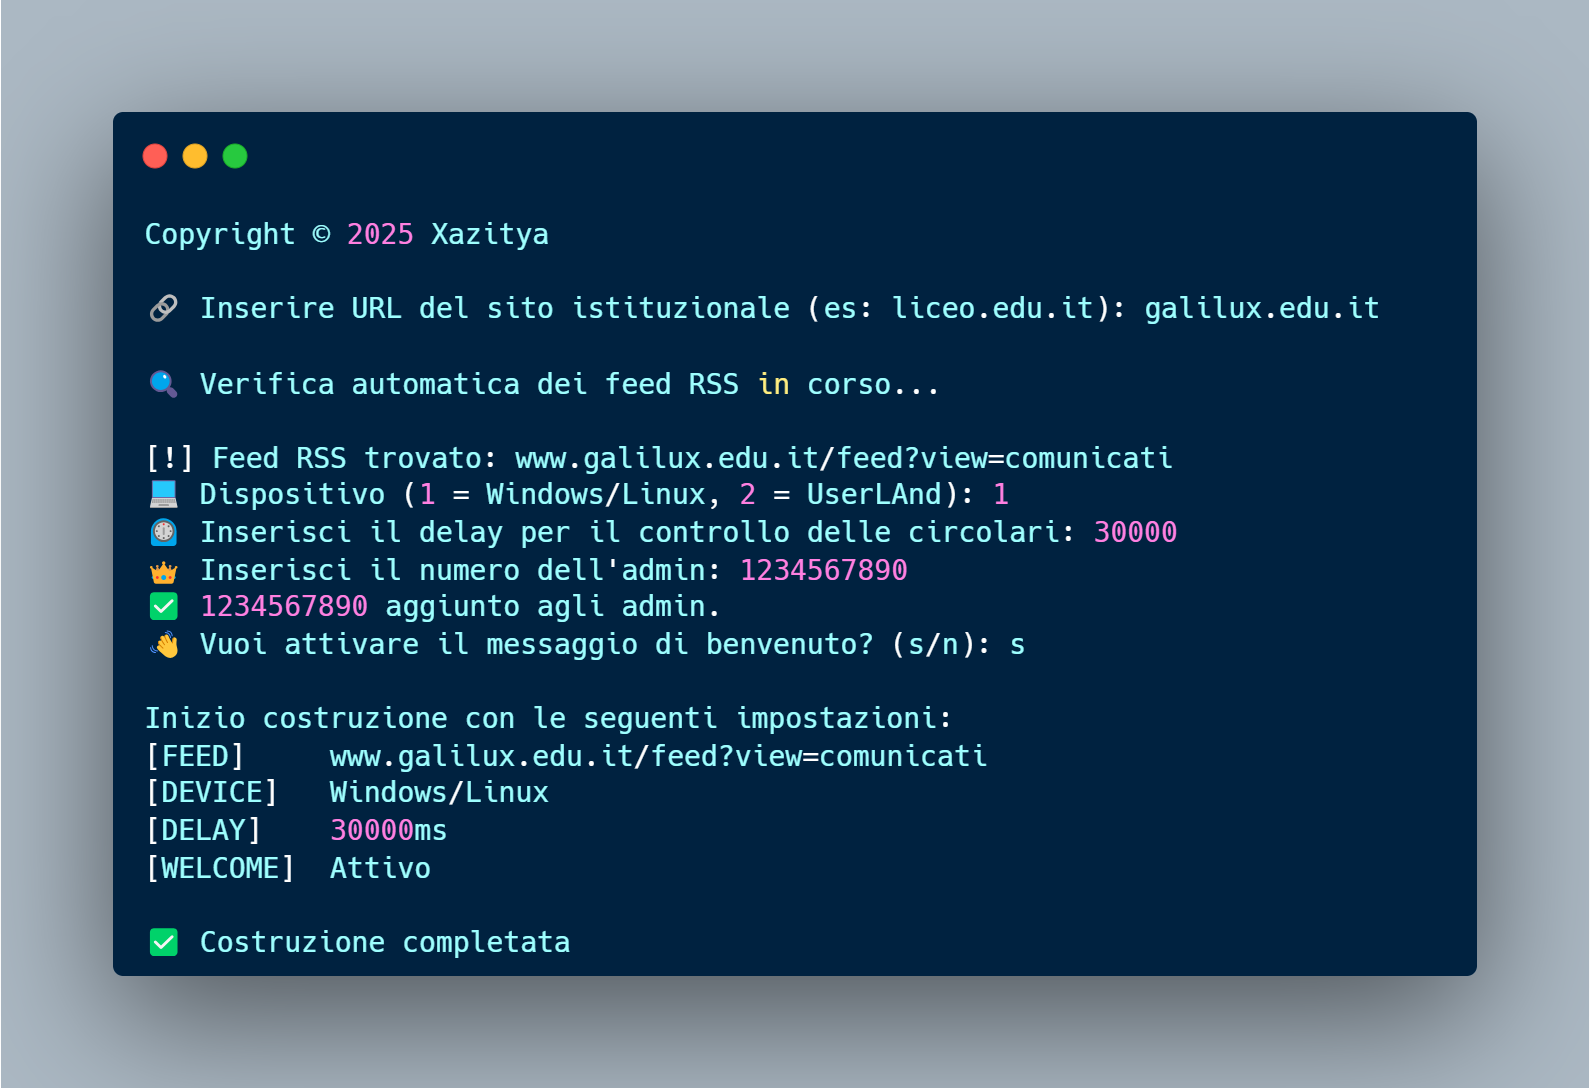 Copyright © 2025 Xazitya
🔗 Inserire URL del sito istituzionale (es: liceo.edu.it): galilux.edu.it
🔍 Verifica automatica dei feed RSS in corso...
[!] Feed RSS trovato: www.galilux.edu.it/feed?view=comunicati
💻 Dispositivo (1 = Windows/Linux, 2 = UserLAnd): 1
⏲️ Inserisci il delay per il controllo delle circolari: 30000
👑 Inserisci il numero dell'admin: 1234567890
✅ 1234567890 aggiunto agli admin.
👋 Vuoi attivare il messaggio di benvenuto? (s/n): s
Inizio costruzione con le seguenti impostazioni:
[FEED]     www.galilux.edu.it/feed?view=comunicati
[DEVICE]   Windows/Linux
[DELAY]    30000ms
[WELCOME]  Attivo
✅ Costruzione completata